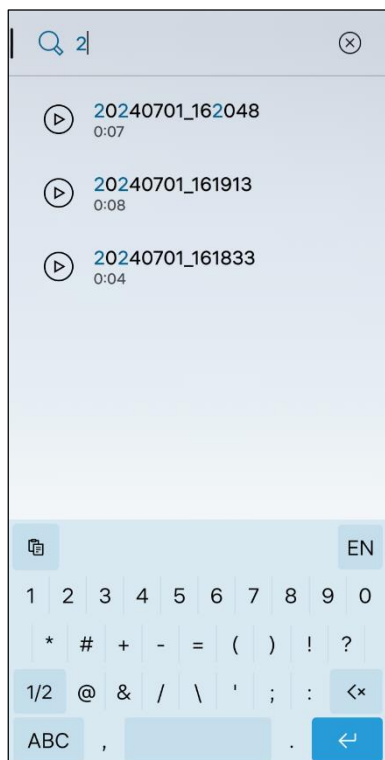 2
20240701_162048
0:07
20240701_161913
0:08
20240701_161833
0:04
EN
1 2 3 4 5 6 7 8 9 0
* # + - = ( ) ! ?
1/2 @ & / \ ' ; :
ABC , .